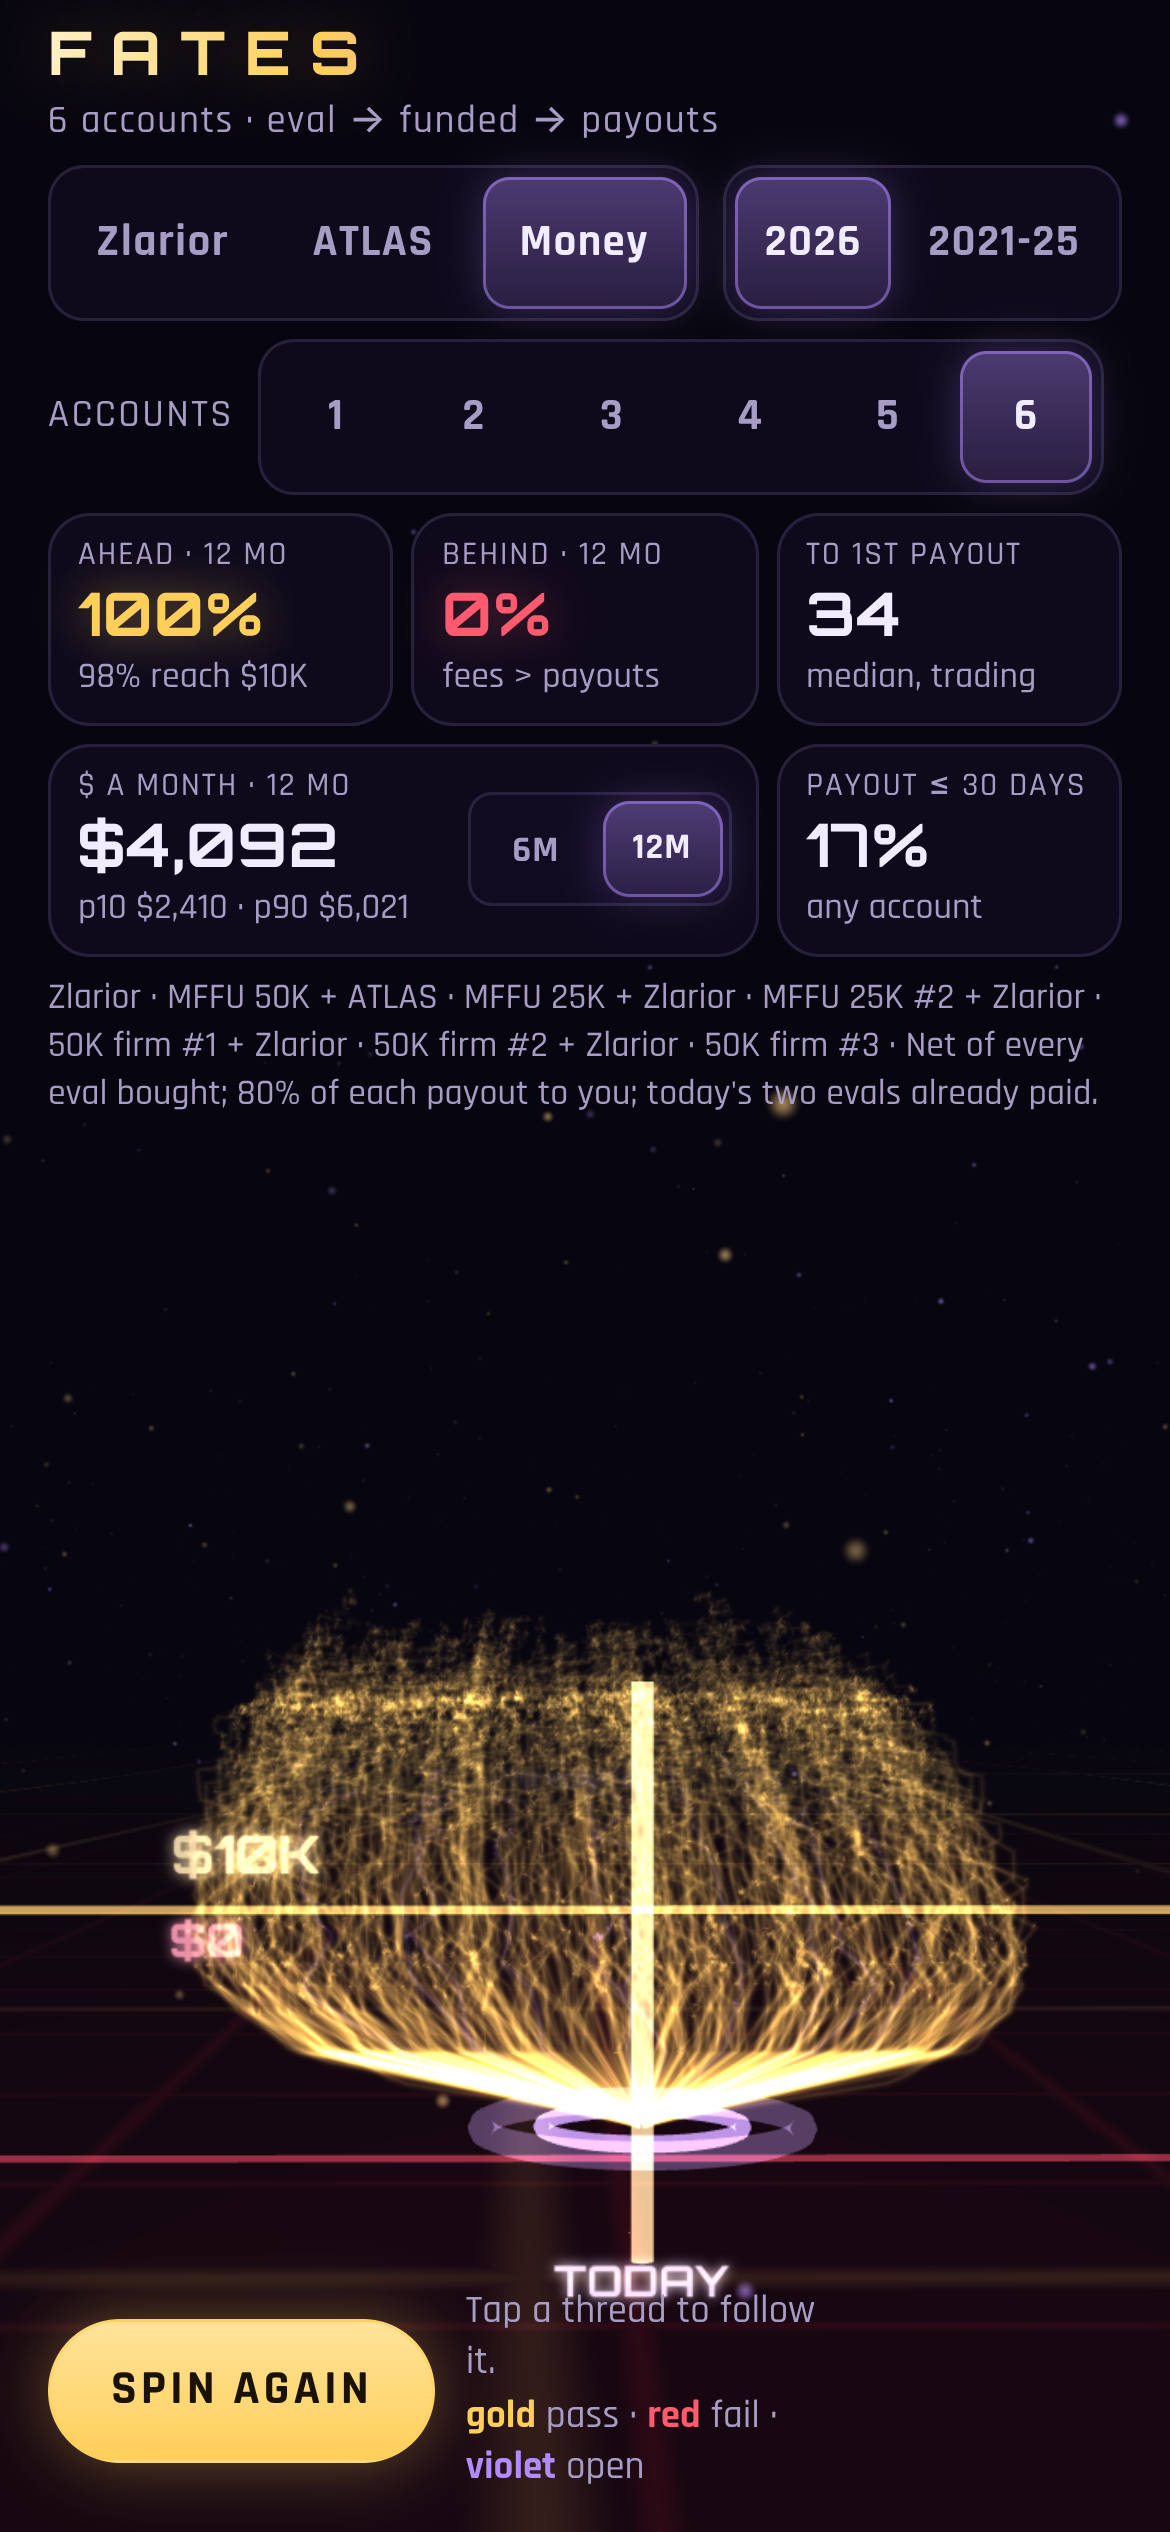 FATES
6 accounts · eval → funded → payouts
Zlarior ATLAS Money 2026 2021-25
ACCOUNTS 1 2 3 4 5 6
AHEAD · 12 MO
100%
98% reach $10K
BEHIND · 12 MO
0%
fees > payouts
TO 1ST PAYOUT
34
median, trading
$ A MONTH · 12 MO
$4,092
p10 $2,410 · p90 $6,021
6M 12M
PAYOUT ≤ 30 DAYS
17%
any account
Zlarior · MFFU 50K + ATLAS · MFFU 25K + Zlarior · MFFU 25K #2 + Zlarior ·
50K firm #1 + Zlarior · 50K firm #2 + Zlarior · 50K firm #3 · Net of every
eval bought; 80% of each payout to you; today's two evals already paid.
$10K
$0
TODAY
Tap a thread to follow
it.
gold pass · red fail ·
violet open
SPIN AGAIN